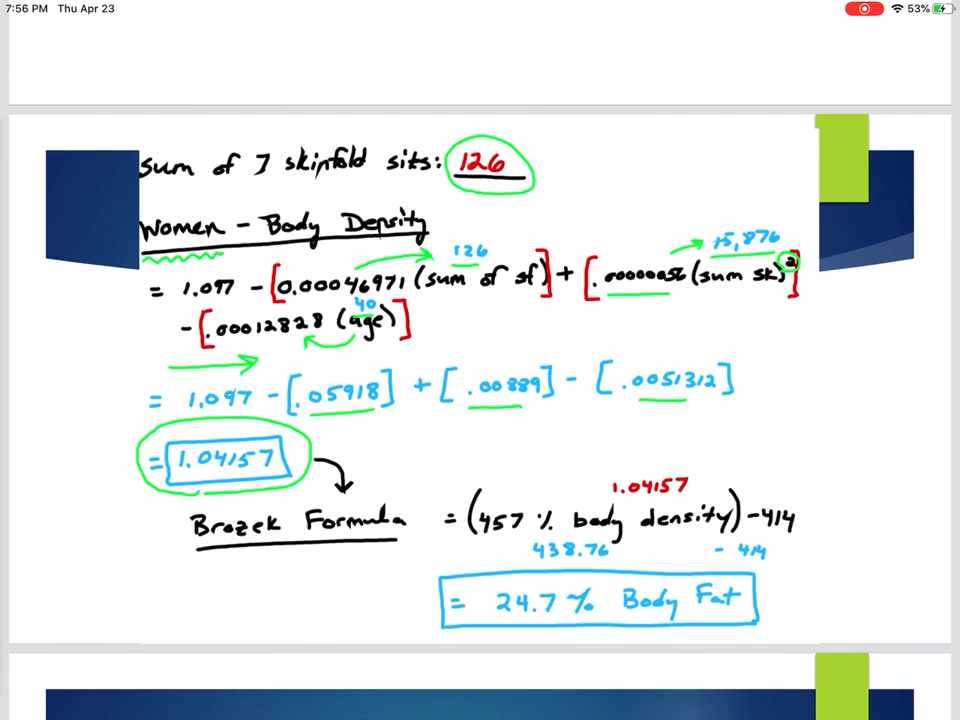 7:56 PM Thu Apr 23
53%
Sum of 7 skinfold sits: 126
Women - Body Density
126 15,876
= 1.097 - [0.00046971 (sum of sf)] + [.00000056 (sum sk)²]
40
- [.00012828 (age)]
= 1.097 - [.05918] + [.00889] - [.0051312]
= 1.04157
1.04157
Brozek Formula = (457 % body density) - 414
438.76 - 414
= 24.7 % Body Fat